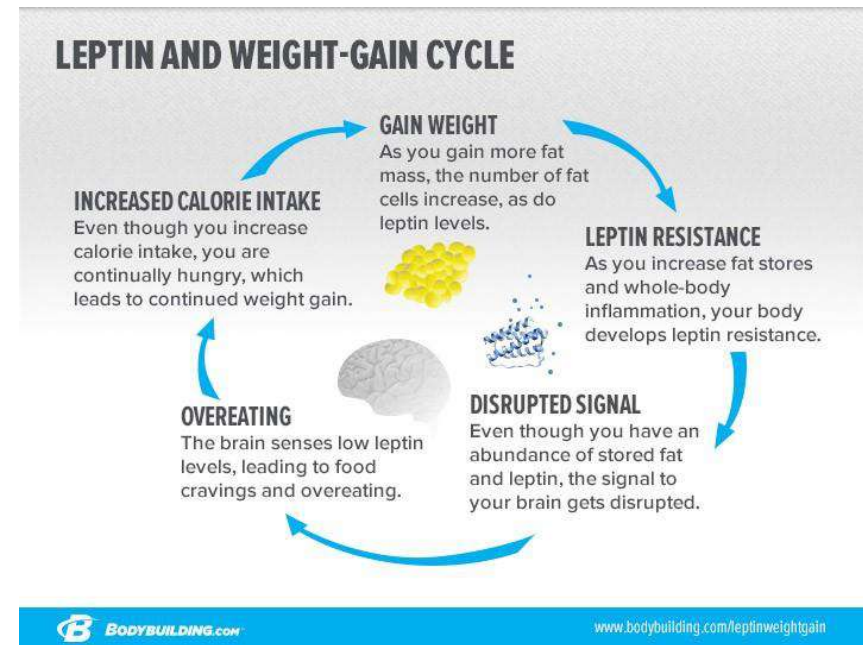 LEPTIN AND WEIGHT-GAIN CYCLE
GAIN WEIGHT
As you gain more fat
mass, the number of fat
cells increase, as do
leptin levels.
LEPTIN RESISTANCE
As you increase fat stores
and whole-body
inflammation, your body
develops leptin resistance.
DISRUPTED SIGNAL
Even though you have an
abundance of stored fat
and leptin, the signal to
your brain gets disrupted.
OVEREATING
The brain senses low leptin
levels, leading to food
cravings and overeating.
INCREASED CALORIE INTAKE
Even though you increase
calorie intake, you are
continually hungry, which
leads to continued weight gain.
B BODYBUILDING.COM
www.bodybuilding.com/leptinweightgain